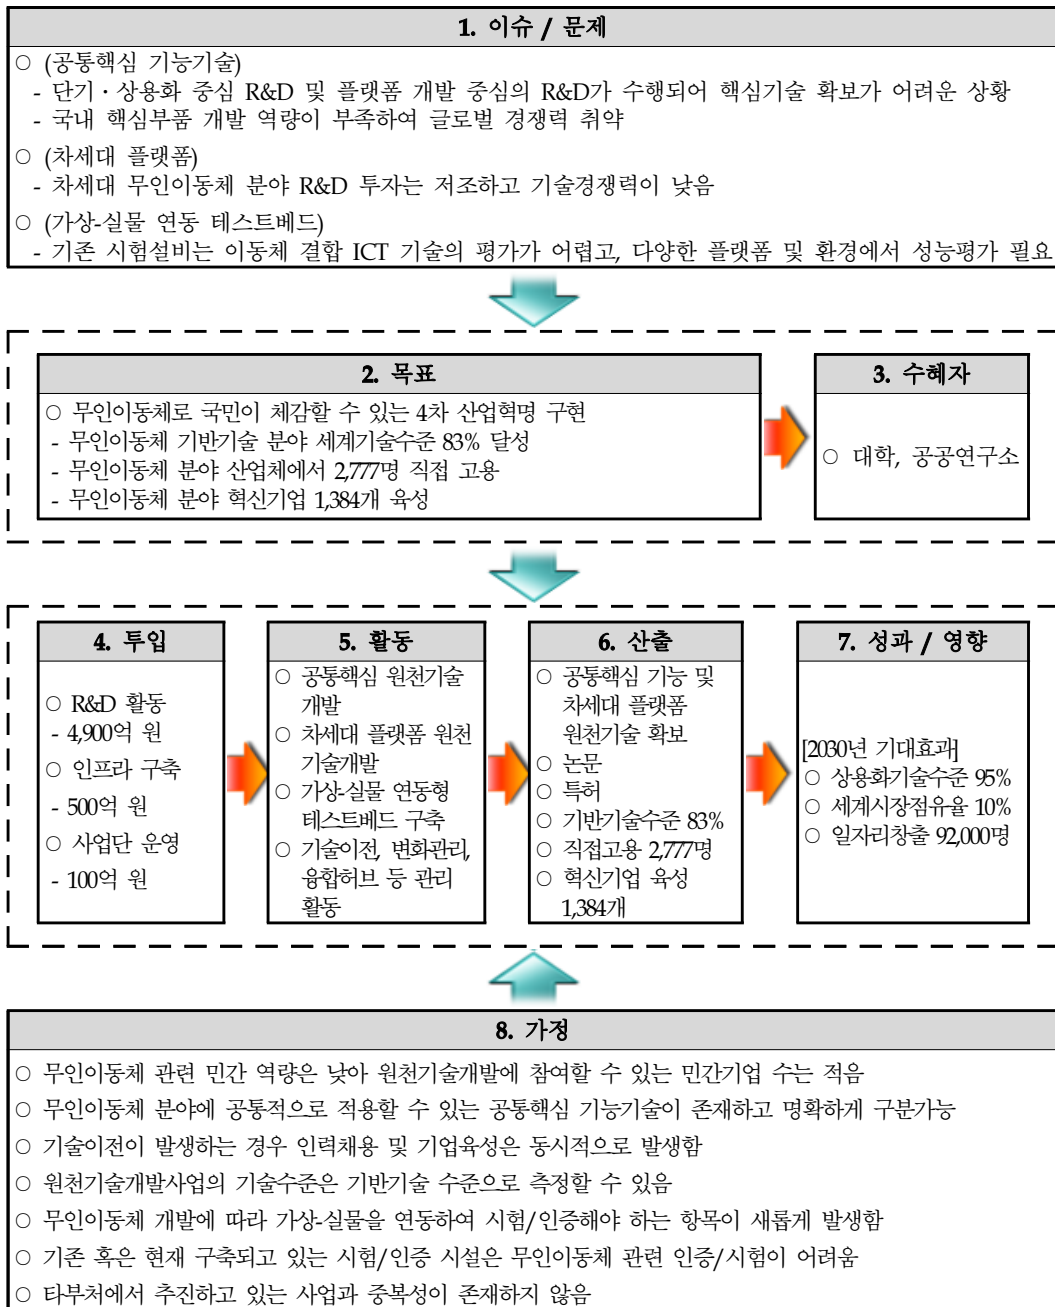 1. 이슈 / 문제
○ (공통핵심 기능기술)
- 단기・상용화 중심 R&D 및 플랫폼 개발 중심의 R&D가 수행되어 핵심기술 확보가 어려운 상황
- 국내 핵심부품 개발 역량이 부족하여 글로벌 경쟁력 취약
○ (차세대 플랫폼)
- 차세대 무인이동체 분야 R&D 투자는 저조하고 기술경쟁력이 낮음
○ (가상-실물 연동 테스트베드)
- 기존 시험설비는 이동체 결합 ICT 기술의 평가가 어렵고, 다양한 플랫폼 및 환경에서 성능평가 필요
2. 목표
○ 무인이동체로 국민이 체감할 수 있는 4차 산업혁명 구현
- 무인이동체 기반기술 분야 세계기술수준 83% 달성
- 무인이동체 분야 산업체에서 2,777명 직접 고용
- 무인이동체 분야 혁신기업 1,384개 육성
3. 수혜자
○ 대학, 공공연구소
4. 투입
○ R&D 활동
- 4,900억 원
○ 인프라 구축
- 500억 원
○ 사업단 운영
- 100억 원
5. 활동
○ 공통핵심 원천기술
개발
○ 차세대 플랫폼 원천
기술개발
○ 가상-실물 연동형
테스트베드 구축
○ 기술이전, 변화관리,
융합허브 등 관리
활동
6. 산출
○ 공통핵심 기능 및
차세대 플랫폼
원천기술 확보
○ 논문
○ 특허
○ 기반기술수준 83%
○ 직접고용 2,777명
○ 혁신기업 육성
1,384개
7. 성과 / 영향
[2030년 기대효과]
○ 상용화기술수준 95%
○ 세계시장점유율 10%
○ 일자리창출 92,000명
8. 가정
○ 무인이동체 관련 민간 역량은 낮아 원천기술개발에 참여할 수 있는 민간기업 수는 적음
○ 무인이동체 분야에 공통적으로 적용할 수 있는 공통핵심 기능기술이 존재하고 명확하게 구분가능
○ 기술이전이 발생하는 경우 인력채용 및 기업육성은 동시적으로 발생함
○ 원천기술개발사업의 기술수준은 기반기술 수준으로 측정할 수 있음
○ 무인이동체 개발에 따라 가상-실물을 연동하여 시험/인증해야 하는 항목이 새롭게 발생함
○ 기존 혹은 현재 구축되고 있는 시험/인증 시설은 무인이동체 관련 인증/시험이 어려움
○ 타부처에서 추진하고 있는 사업과 중복성이 존재하지 않음